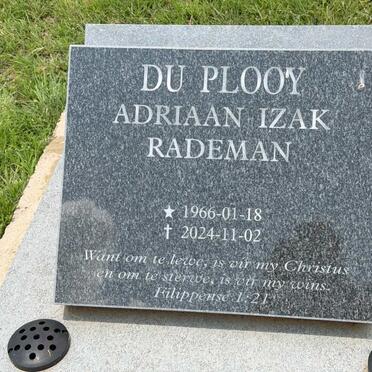 DU PLOOY
ADRIAAN IZAK
RADEMAN
★ 1966-01-18
✝ 2024-11-02
Want om te lewe, is vir my Christus
en om te sterwe, is vir my wins.
Filippense 1:21